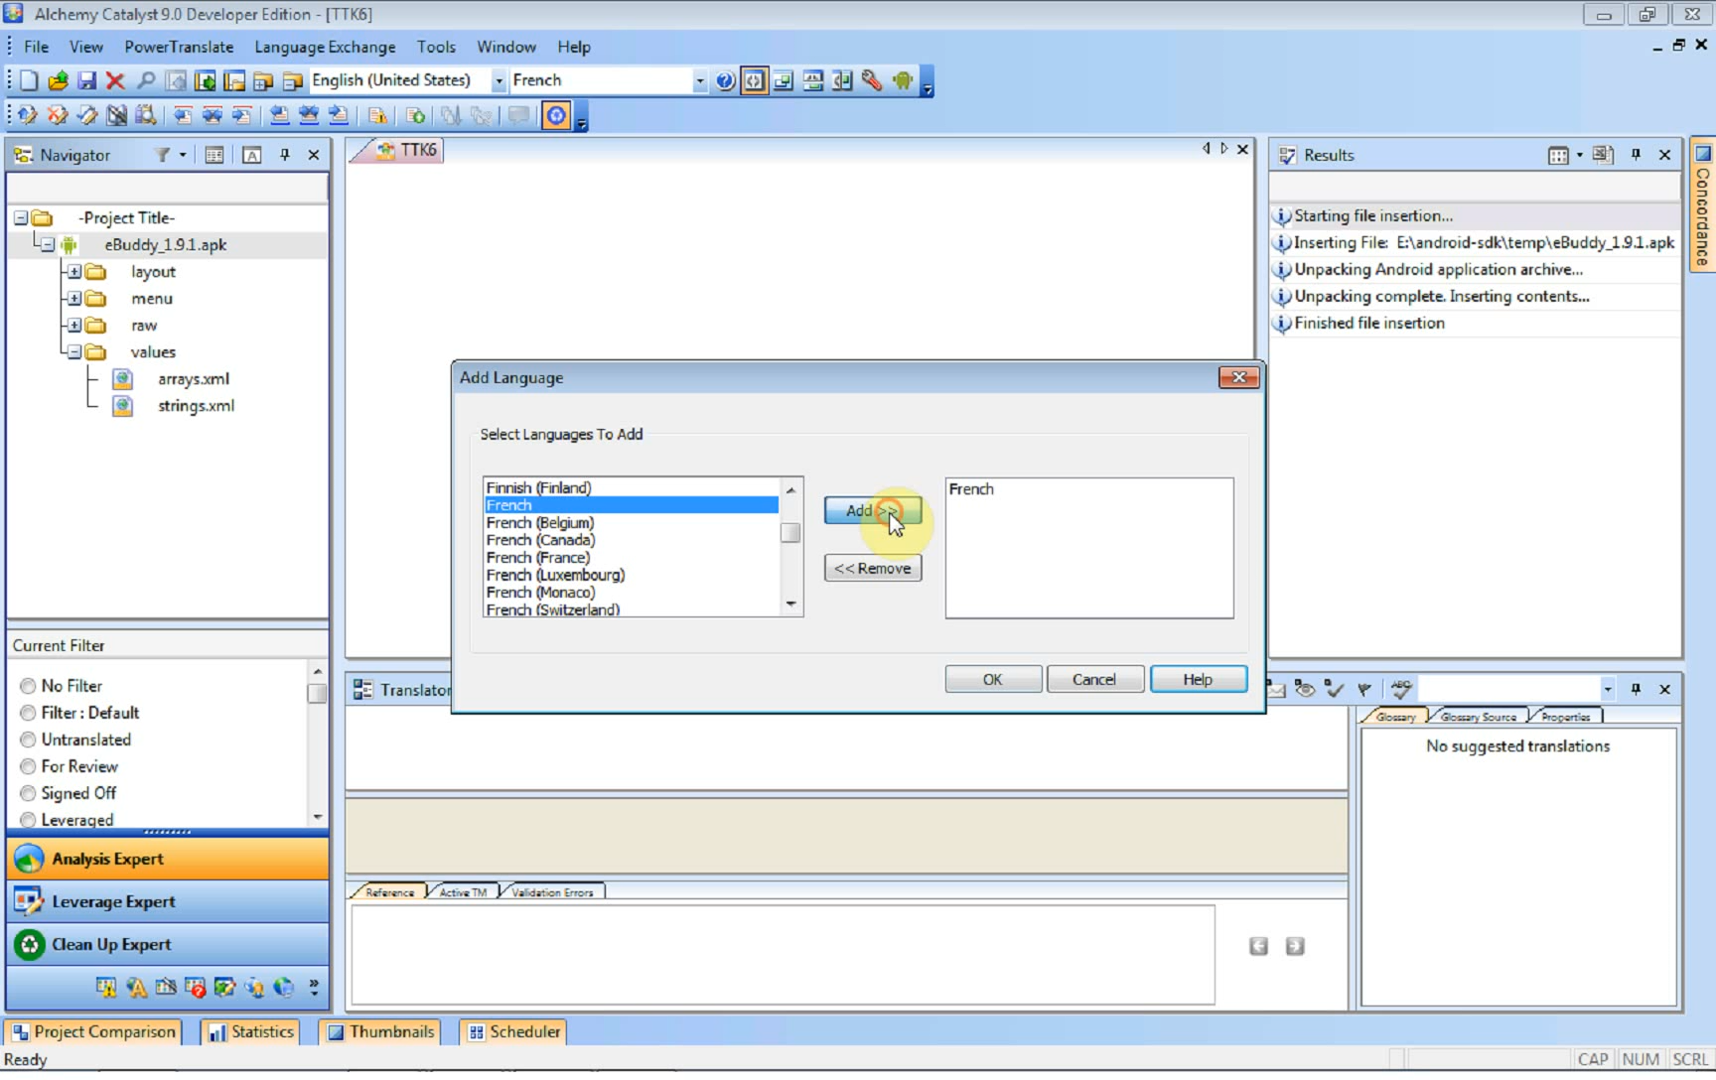 Alchemy Catalyst 9.0 Developer Edition - [TTK6]
File View PowerTranslate Language Exchange Tools Window Help
English (United States) French
Navigator
TTK6
Results
Concordance
-Project Title-
eBuddy_1.9.1.apk
layout
menu
raw
values
arrays.xml
strings.xml
Starting file insertion...
Inserting File: E:\android-sdk\temp\eBuddy_1.9.1.apk
Unpacking Android application archive...
Unpacking complete. Inserting contents...
Finished file insertion
Add Language
Select Languages To Add
Finnish (Finland)
French
French (Belgium)
French (Canada)
French (France)
French (Luxembourg)
French (Monaco)
French (Switzerland)
Add >>
<< Remove
French
OK Cancel Help
Current Filter
No Filter
Filter : Default
Untranslated
For Review
Signed Off
Leveraged
Translator
ABC
Glossary Glossary Source Properties
No suggested translations
Analysis Expert
Leverage Expert
Clean Up Expert
Reference Active TM Validation Errors
Project Comparison Statistics Thumbnails Scheduler
Ready
CAP NUM SCRL